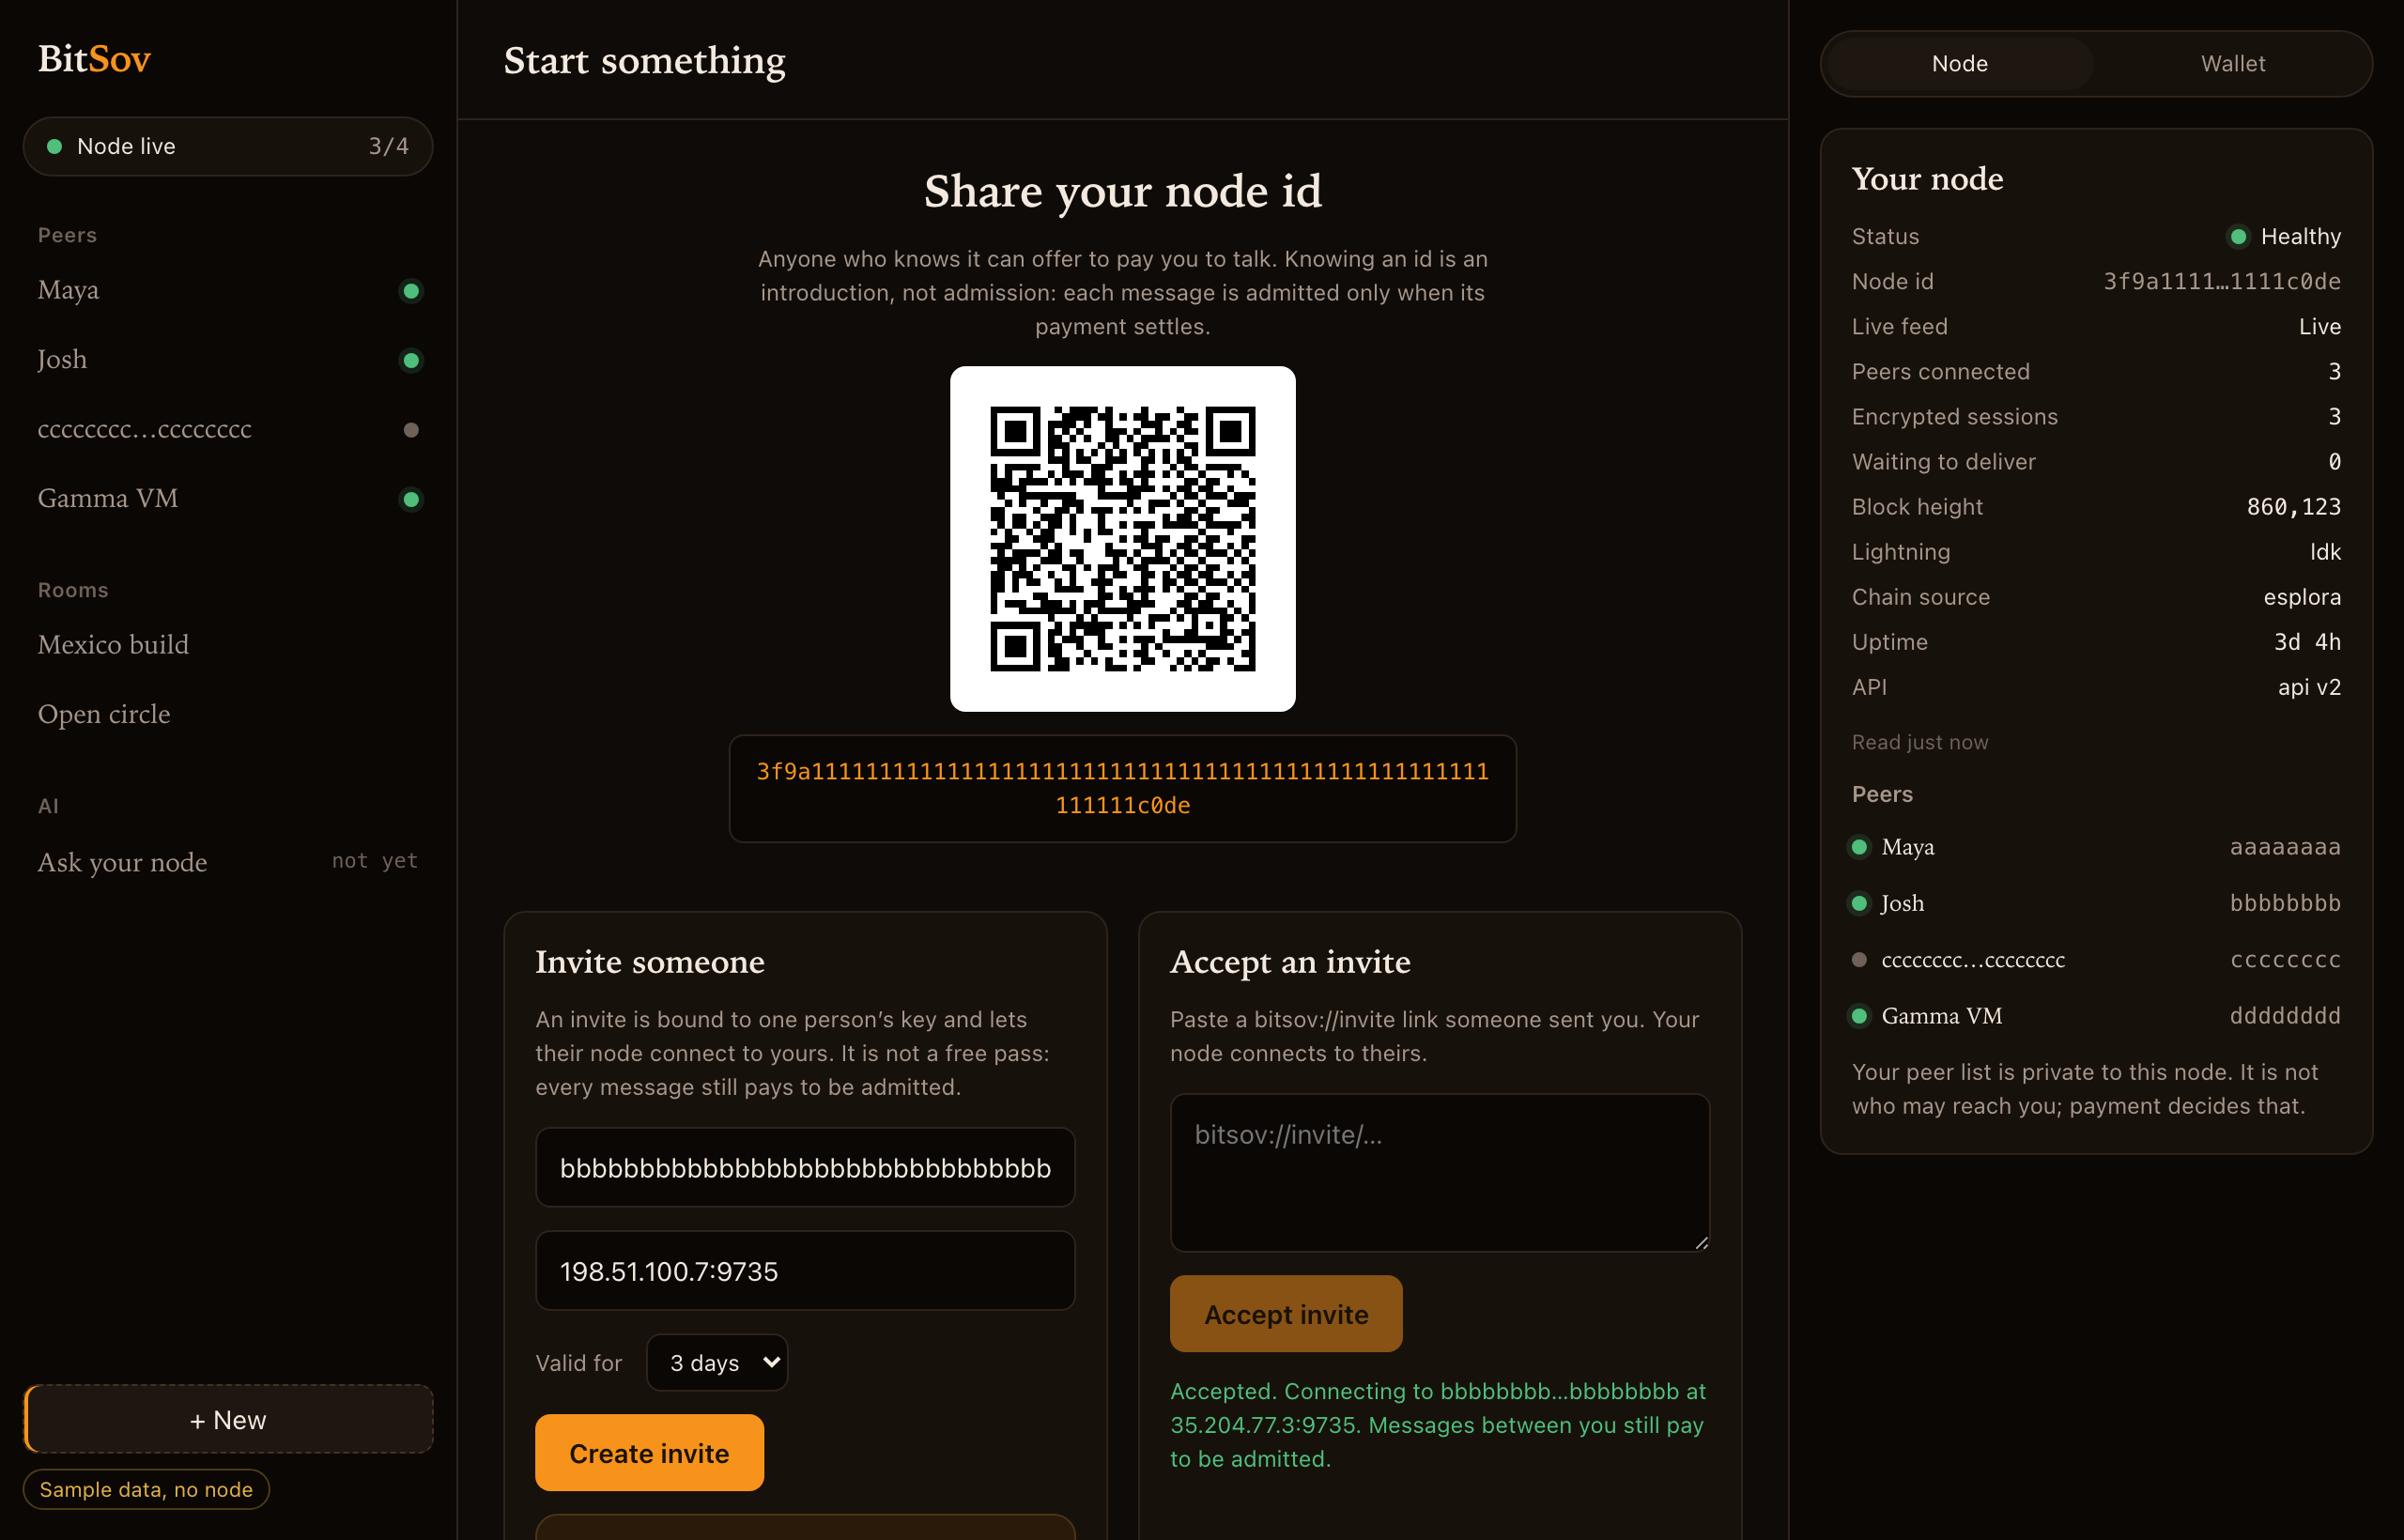 BitSov
Node live 3/4
Peers
Maya
Josh
cccccccc…cccccccc
Gamma VM
Rooms
Mexico build
Open circle
AI
Ask your node not yet
+ New
Sample data, no node
Start something
Share your node id
Anyone who knows it can offer to pay you to talk. Knowing an id is an
introduction, not admission: each message is admitted only when its
payment settles.
3f9a11111111111111111111111111111111111111111111111111
111111c0de
Invite someone
An invite is bound to one person’s key and lets
their node connect to yours. It is not a free pass:
every message still pays to be admitted.
bbbbbbbbbbbbbbbbbbbbbbbbbbbbbbb
198.51.100.7:9735
Valid for 3 days
Create invite
Accept an invite
Paste a bitsov://invite link someone sent you. Your
node connects to theirs.
bitsov://invite/...
Accept invite
Accepted. Connecting to bbbbbbbb…bbbbbbbb at
35.204.77.3:9735. Messages between you still pay
to be admitted.
Node Wallet
Your node
Status Healthy
Node id 3f9a1111…1111c0de
Live feed Live
Peers connected 3
Encrypted sessions 3
Waiting to deliver 0
Block height 860,123
Lightning ldk
Chain source esplora
Uptime 3d 4h
API api v2
Read just now
Peers
Maya aaaaaaaa
Josh bbbbbbbb
cccccccc…cccccccc cccccccc
Gamma VM dddddddd
Your peer list is private to this node. It is not
who may reach you; payment decides that.